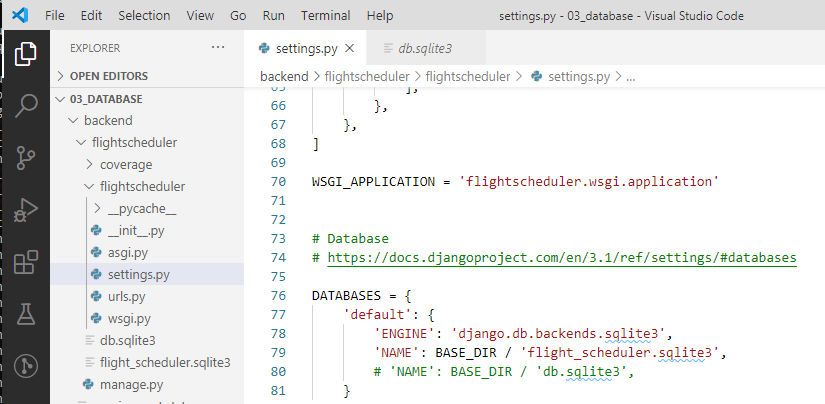 File Edit Selection View Go Run Terminal Help settings.py - 03_database - Visual Studio Code
EXPLORER ···
OPEN EDITORS
03_DATABASE
backend
flightscheduler
coverage
flightscheduler
__pycache__
__init__.py
asgi.py
settings.py
urls.py
wsgi.py
db.sqlite3
flight_scheduler.sqlite3
manage.py
settings.py db.sqlite3
backend > flightscheduler > flightscheduler > settings.py > ...
65 ],
66 },
67 },
68 ]
69
70 WSGI_APPLICATION = 'flightscheduler.wsgi.application'
71
72
73 # Database
74 # https://docs.djangoproject.com/en/3.1/ref/settings/#databases
75
76 DATABASES = {
77 'default': {
78 'ENGINE': 'django.db.backends.sqlite3',
79 'NAME': BASE_DIR / 'flight_scheduler.sqlite3',
80 # 'NAME': BASE_DIR / 'db.sqlite3',
81 }